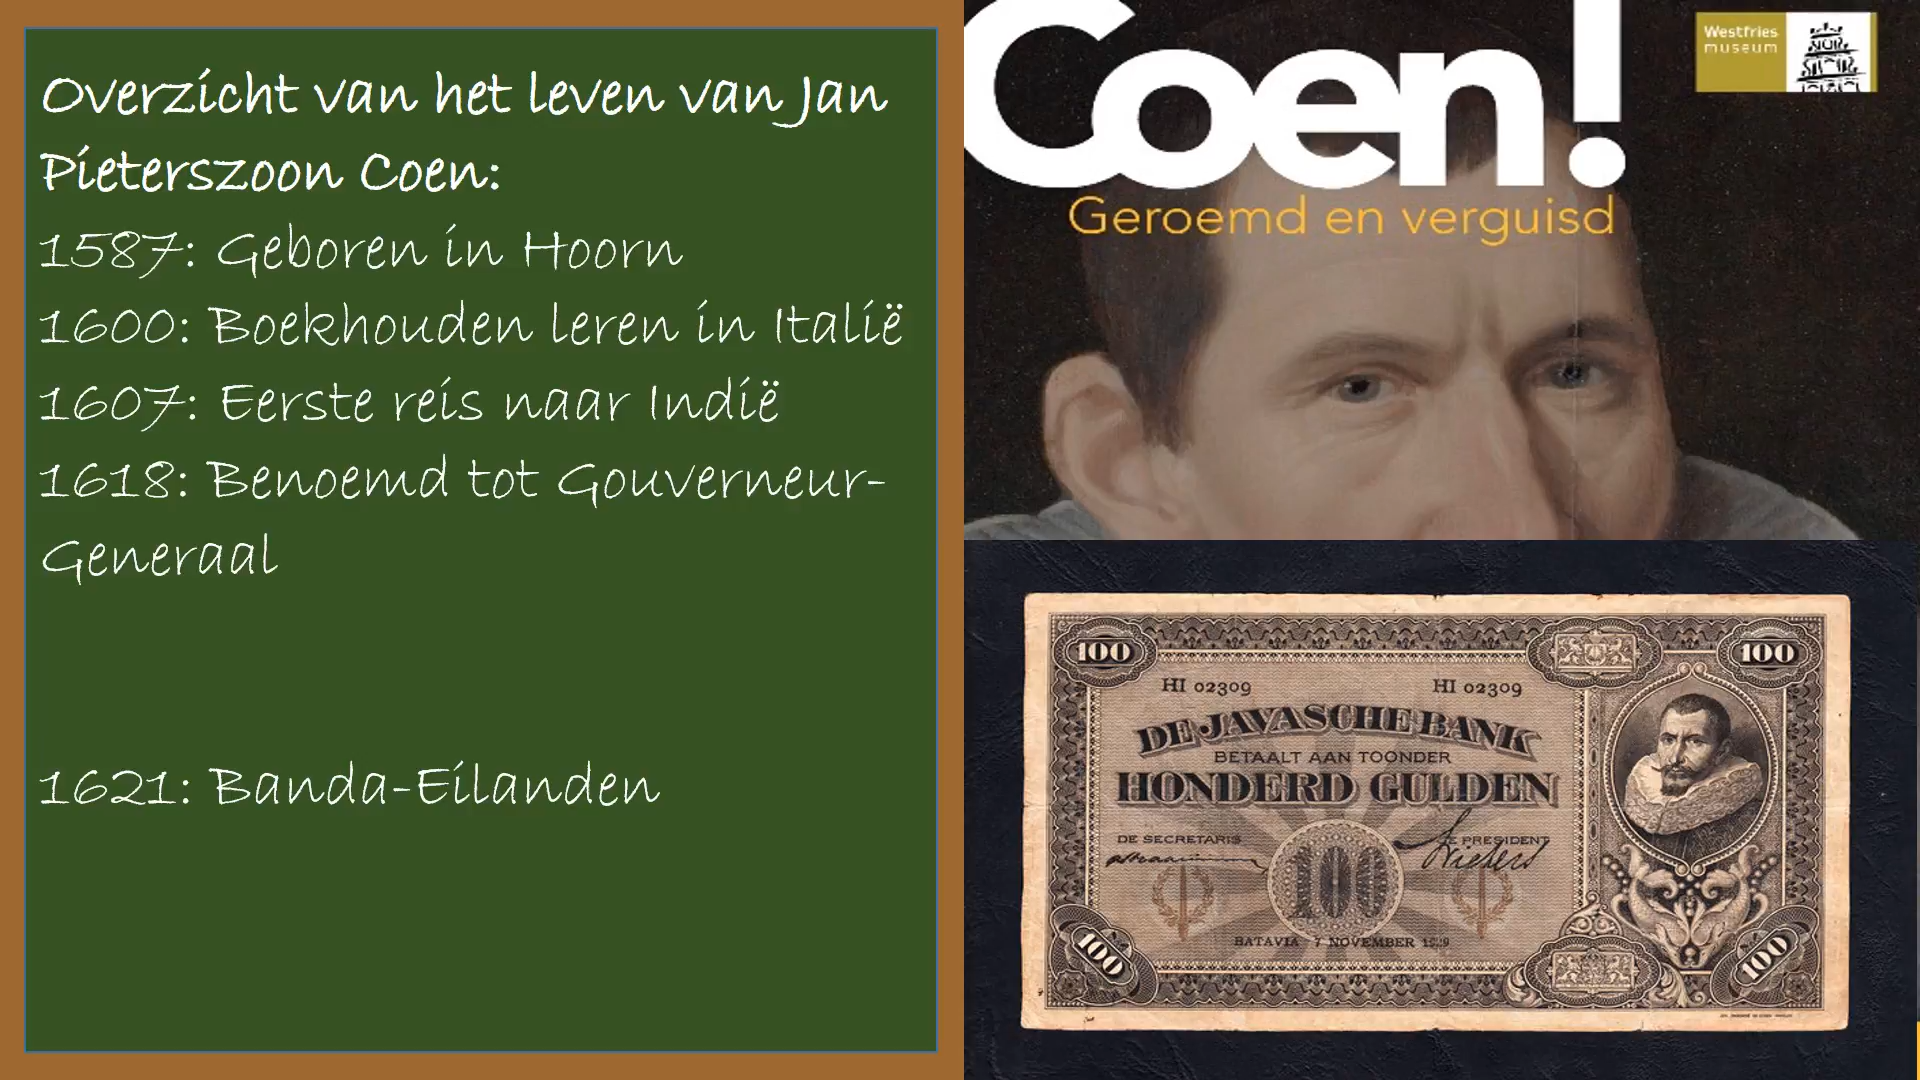 Overzicht van het leven van Jan
Pieterszoon Coen:
1587: Geboren in Hoorn
1600: Boekhouden leren in Italië
1607: Eerste reis naar Indië
1618: Benoemd tot Gouverneur-
Generaal
1621: Banda-Eilanden
Coen!
Geroemd en verguisd
Westfries
museum
100
100
HI 02309
HI 02309
DE JAVASCHE BANK
BETAALT AAN TOONDER
HONDERD GULDEN
DE SECRETARIS
DE PRESIDENT
100
BATAVIA 7 NOVEMBER
100
100